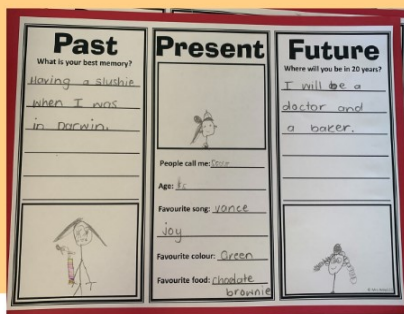 Past
What is your best memory?
Having a slushie
when I was
in Darwin.
Present
People call me:
Age:
Favourite song: vance
joy
Favourite colour: Green
Favourite food: choclate
brownie
Future
Where will you be in 20 years?
I will be a
doctor and
a baker.